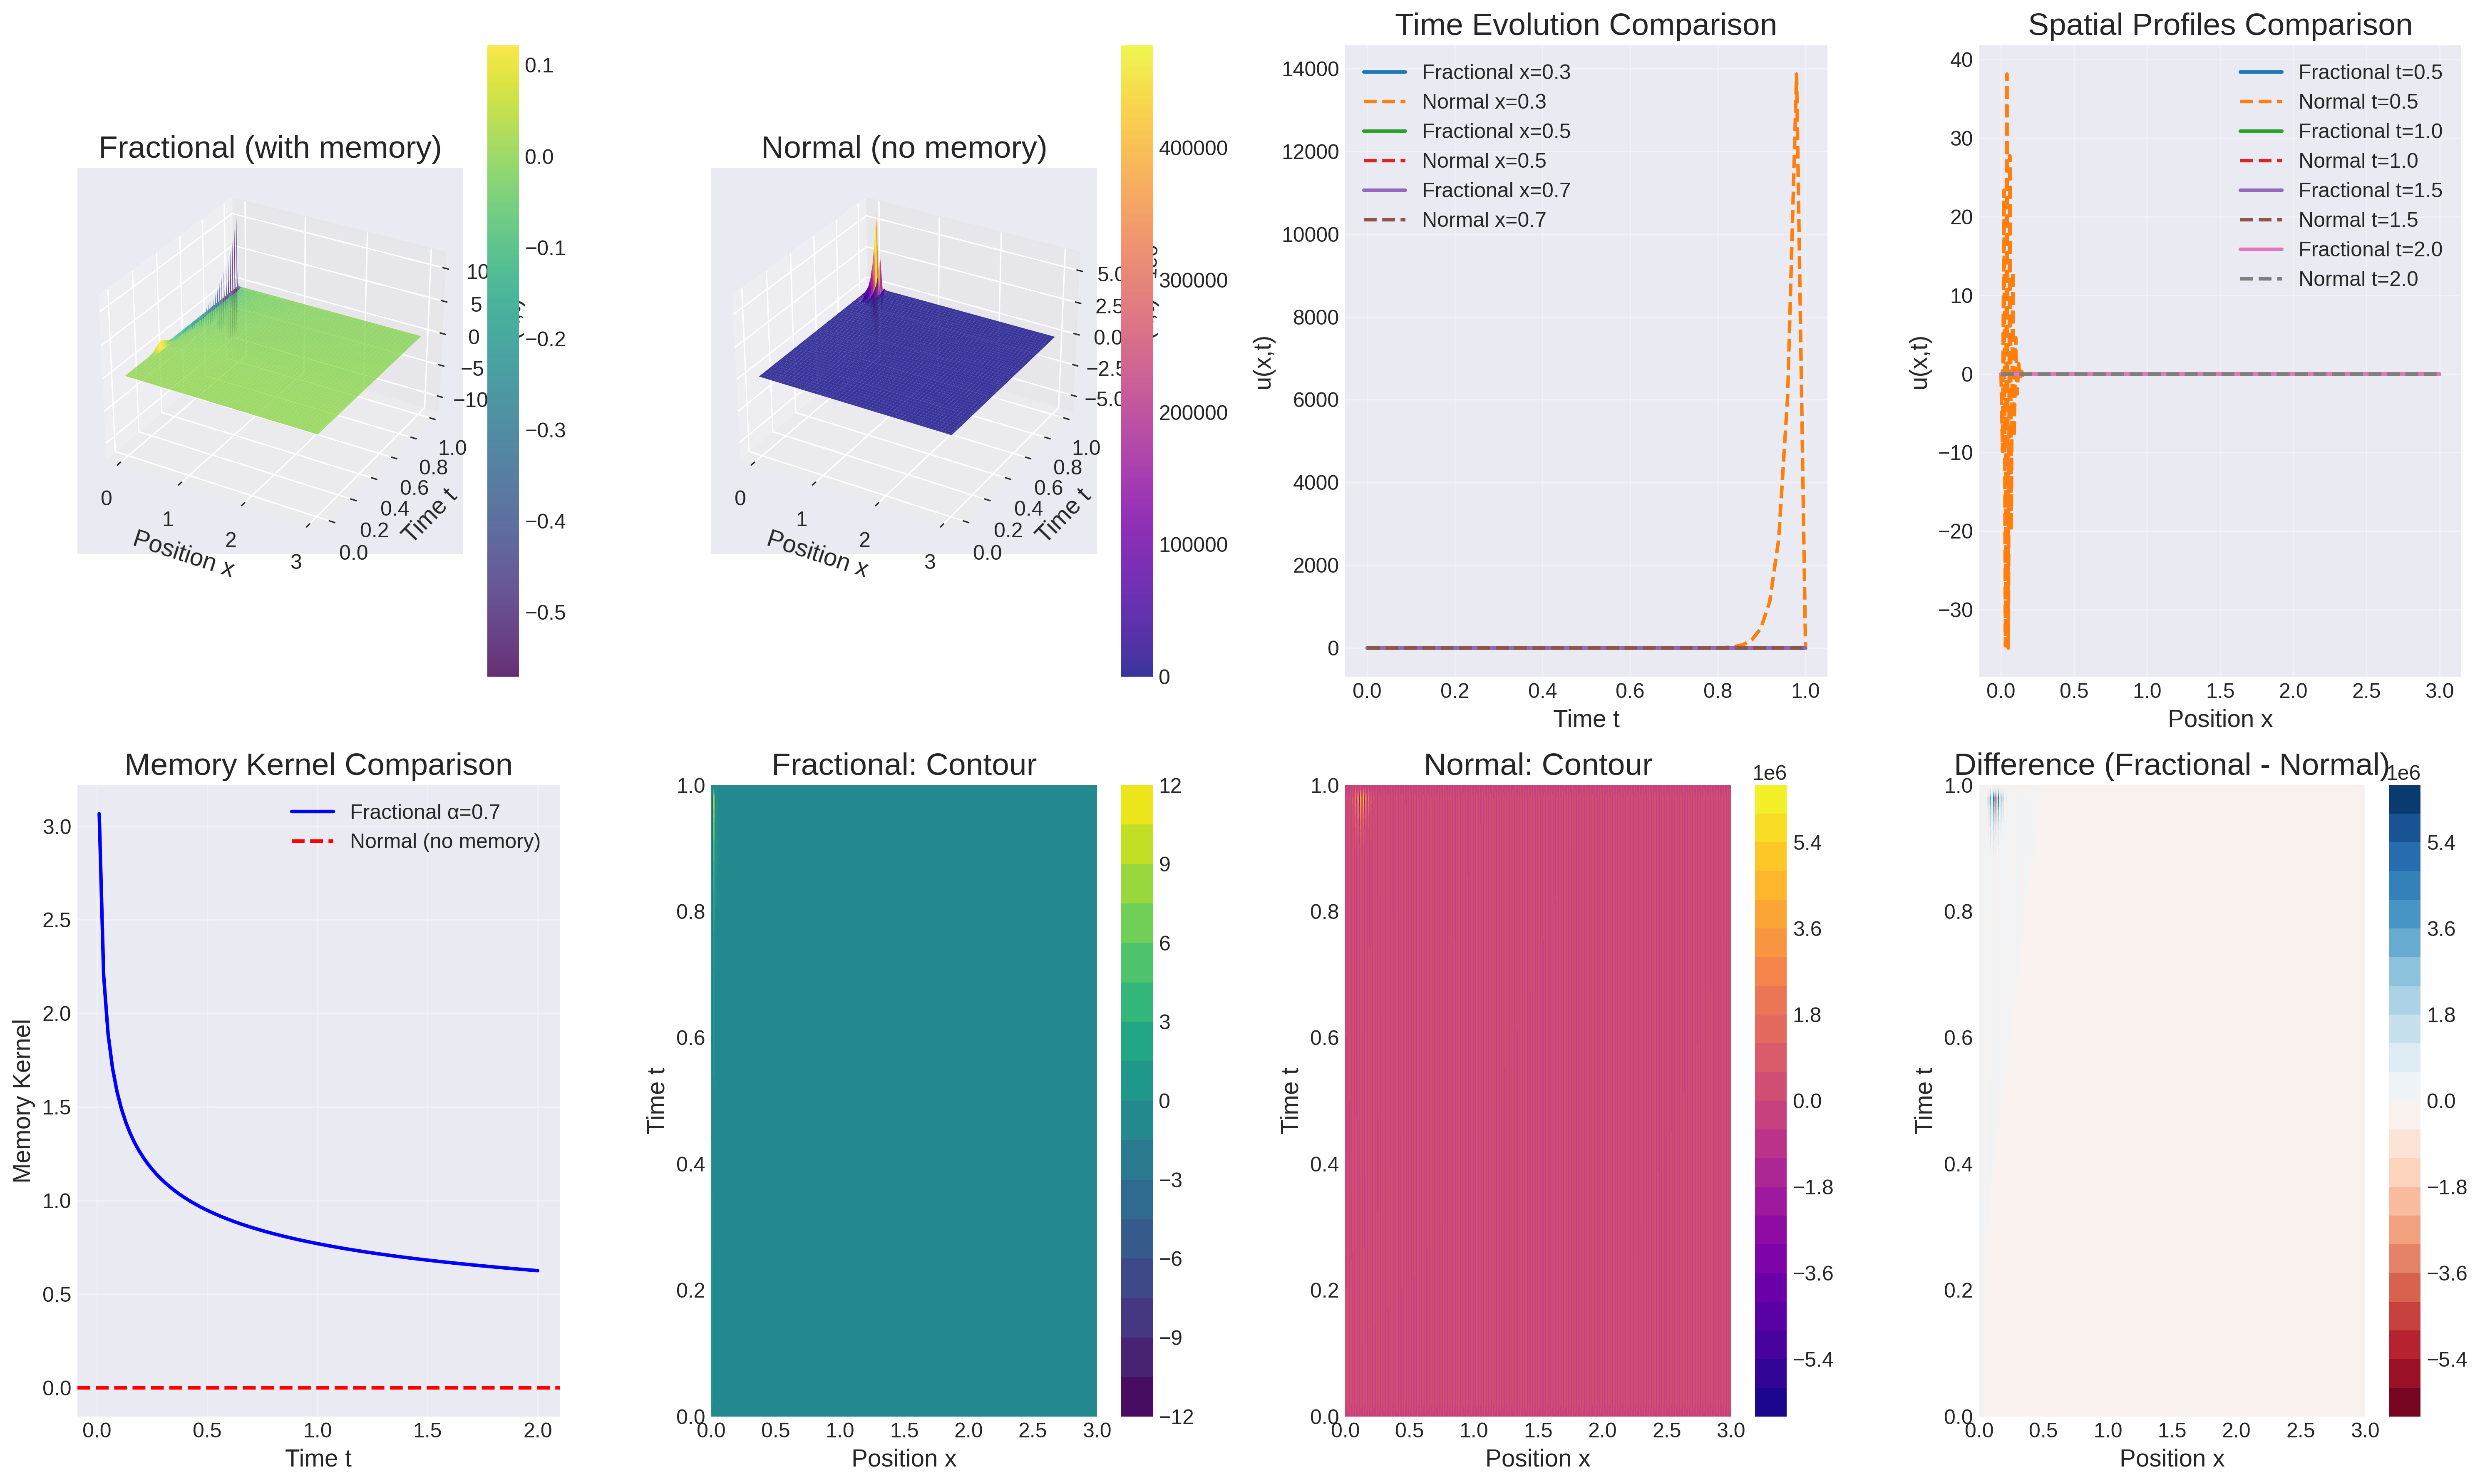 Fractional (with memory)
0
1
2
3
Position x
0.0
0.2
0.4
0.6
0.8
1.0
Time t
10
5
0
−5
−10
0.1
0.0
−0.1
−0.2
−0.3
−0.4
−0.5
Normal (no memory)
0
1
2
3
Position x
0.0
0.2
0.4
0.6
0.8
1.0
Time t
400000
300000
200000
100000
0
Time Evolution Comparison
14000
12000
10000
8000
6000
4000
2000
0
u(x,t)
Fractional x=0.3
Normal x=0.3
Fractional x=0.5
Normal x=0.5
Fractional x=0.7
Normal x=0.7
0.0 0.2 0.4 0.6 0.8 1.0
Time t
Spatial Profiles Comparison
40
30
20
10
0
−10
−20
−30
u(x,t)
Fractional t=0.5
Normal t=0.5
Fractional t=1.0
Normal t=1.0
Fractional t=1.5
Normal t=1.5
Fractional t=2.0
Normal t=2.0
0.0 0.5 1.0 1.5 2.0 2.5 3.0
Position x
Memory Kernel Comparison
3.0
2.5
2.0
1.5
1.0
0.5
0.0
Memory Kernel
Fractional α=0.7
Normal (no memory)
0.0 0.5 1.0 1.5 2.0
Time t
Fractional: Contour
1.0
0.8
0.6
0.4
0.2
0.0
Time t
0.0 0.5 1.0 1.5 2.0 2.5 3.0
Position x
12
9
6
3
0
−3
−6
−9
−12
Normal: Contour
1e6
1.0
0.8
0.6
0.4
0.2
0.0
Time t
0.0 0.5 1.0 1.5 2.0 2.5 3.0
Position x
5.4
3.6
1.8
0.0
−1.8
−3.6
−5.4
Difference (Fractional - Normal)
1e6
1.0
0.8
0.6
0.4
0.2
0.0
Time t
0.0 0.5 1.0 1.5 2.0 2.5 3.0
Position x
5.4
3.6
1.8
0.0
−1.8
−3.6
−5.4